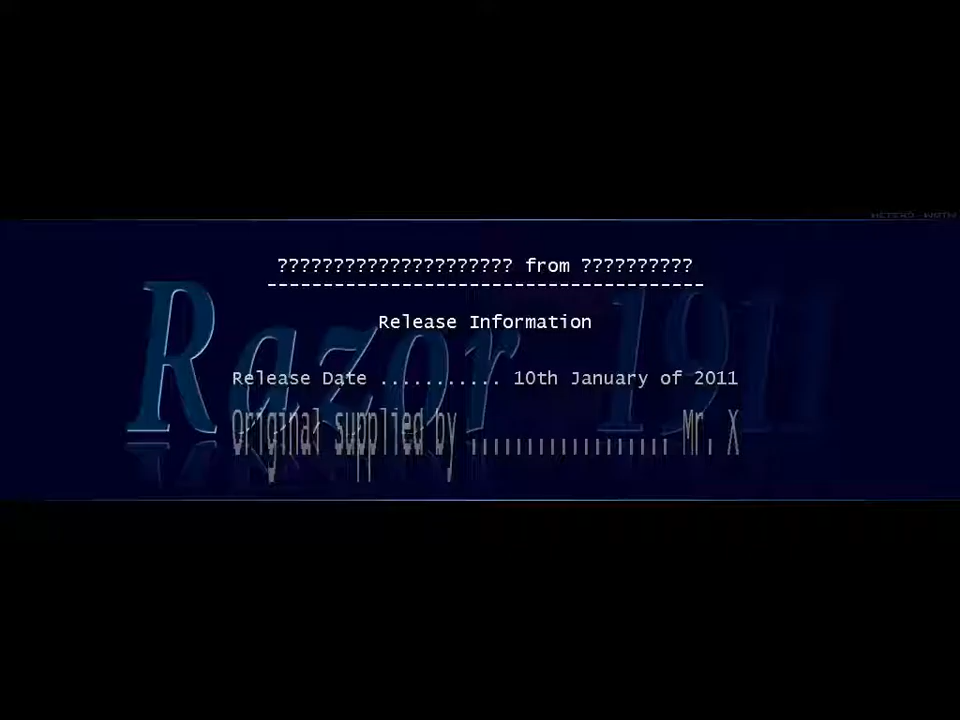 ????????????????????? from ??????????
---------------------------------------
Release Information
Release Date ........... 10th January of 2011
Original supplied by .................. Mr. X
Razor 1911